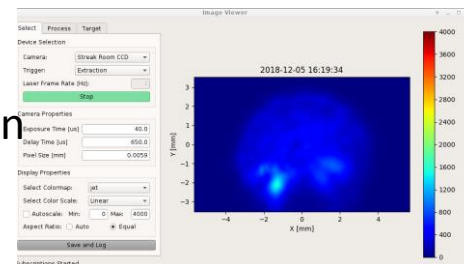 Image Viewer
Select Process Target
Device Selection
Camera: Streak Room CCD
Trigger: Extraction
Laser Frame Rate (Hz):
Stop
Camera Properties
Exposure Time [us] 40.0
Delay Time [us] 650.0
Pixel Size [mm] 0.0059
n
Display Properties
Select Colormap: jet
Select Color Scale: Linear
Autoscale: Min: 0 Max: 4000
Aspect Ratio: Auto Equal
Save and Log
Subscriptions Started
2018-12-05 16:19:34
Y [mm]
3
2
1
0
−1
−2
−3
−4 −2 0 2 4
X [mm]
4000
3600
3200
2800
2400
2000
1600
1200
800
400
0